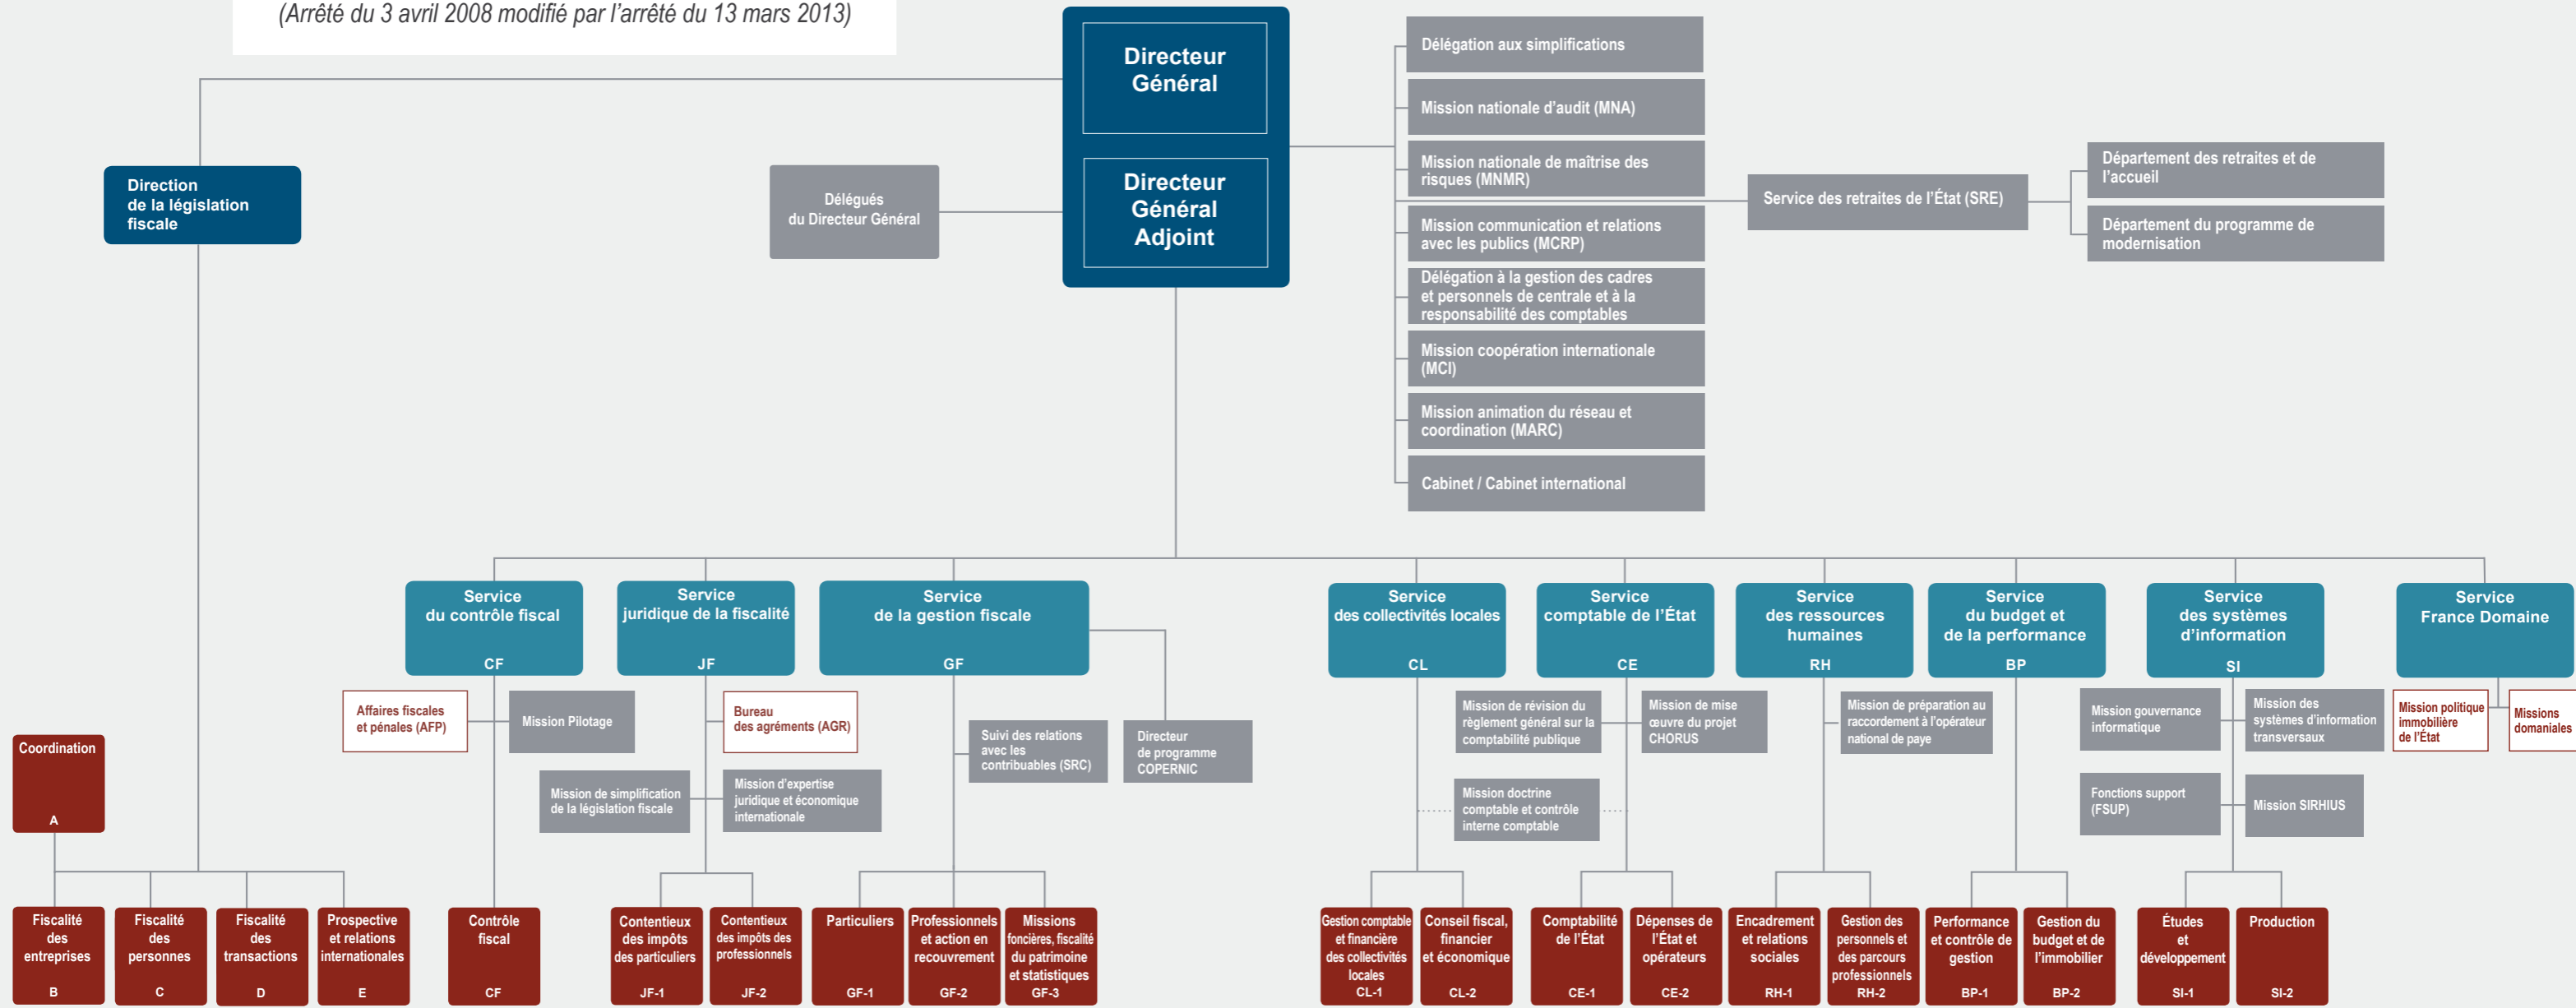 (Arrêté du 3 avril 2008 modifié par l’arrêté du 13 mars 2013)
Directeur
Général
Directeur
Général
Adjoint
Direction
de la législation
fiscale
Délégués
du Directeur Général
Délégation aux simplifications
Mission nationale d’audit (MNA)
Mission nationale de maîtrise des
risques (MNMR)
Mission communication et relations
avec les publics (MCRP)
Délégation à la gestion des cadres
et personnels de centrale et à la
responsabilité des comptables
Mission coopération internationale
(MCI)
Mission animation du réseau et
coordination (MARC)
Cabinet / Cabinet international
Service des retraites de l’État (SRE)
Département des retraites et de
l’accueil
Département du programme de
modernisation
Service
du contrôle fiscal
CF
Service
juridique de la fiscalité
JF
Service
de la gestion fiscale
GF
Service
des collectivités locales
CL
Service
comptable de l’État
CE
Service
des ressources
humaines
RH
Service
du budget et
de la performance
BP
Service
des systèmes
d’information
SI
Service
France Domaine
Affaires fiscales
et pénales (AFP)
Mission Pilotage
Bureau
des agréments (AGR)
Mission de simplification
de la législation fiscale
Mission d’expertise
juridique et économique
internationale
Suivi des relations
avec les
contribuables (SRC)
Directeur
de programme
COPERNIC
Mission de révision du
règlement général sur la
comptabilité publique
Mission de mise
œuvre du projet
CHORUS
Mission doctrine
comptable et contrôle
interne comptable
Mission de préparation au
raccordement à l’opérateur
national de paye
Mission gouvernance
informatique
Mission des
systèmes d’information
transversaux
Fonctions support
(FSUP)
Mission SIRHIUS
Mission politique
immobilière
de l’État
Missions
domaniales
Coordination
A
Fiscalité
des
entreprises
B
Fiscalité
des
personnes
C
Fiscalité
des
transactions
D
Prospective
et relations
internationales
E
Contrôle
fiscal
CF
Contentieux
des impôts
des particuliers
JF-1
Contentieux
des impôts des
professionnels
JF-2
Particuliers
GF-1
Professionnels
et action en
recouvrement
GF-2
Missions
foncières, fiscalité
du patrimoine
et statistiques
GF-3
Gestion comptable
et financière
des collectivités
locales
CL-1
Conseil fiscal,
financier
et économique
CL-2
Comptabilité
de l’État
CE-1
Dépenses de
l’État et
opérateurs
CE-2
Encadrement
et relations
sociales
RH-1
Gestion des
personnels et
des parcours
professionnels
RH-2
Performance
et contrôle de
gestion
BP-1
Gestion du
budget et de
l’immobilier
BP-2
Études
et
développement
SI-1
Production
SI-2